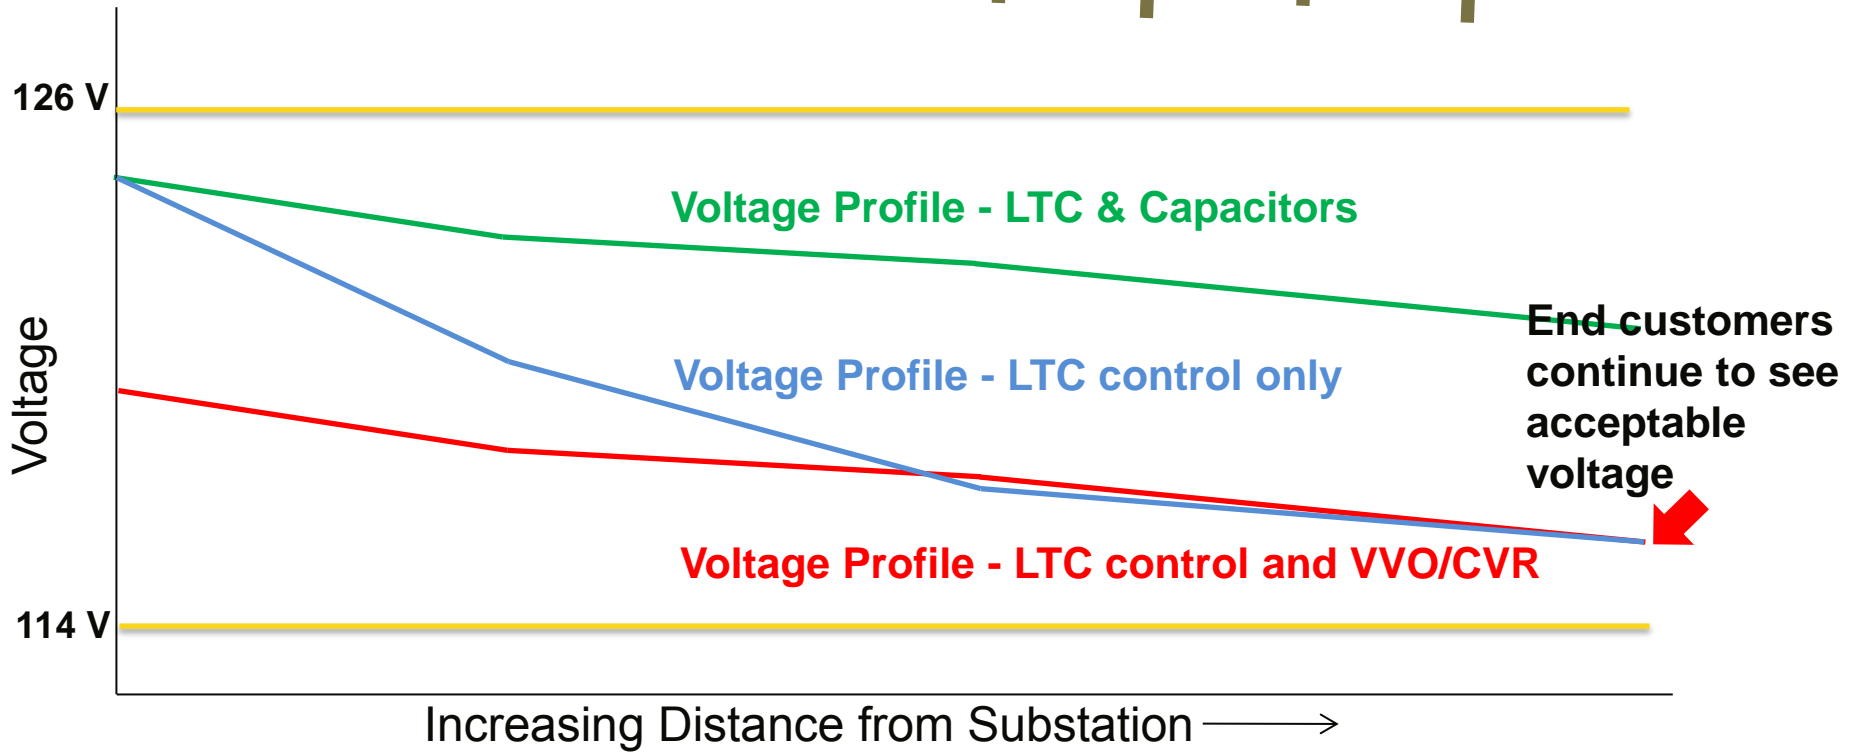 126 V
Voltage Profile - LTC & Capacitors
End customers
continue to see
acceptable
voltage
Voltage Profile - LTC control only
Voltage
Voltage Profile - LTC control and VVO/CVR
114 V
Increasing Distance from Substation